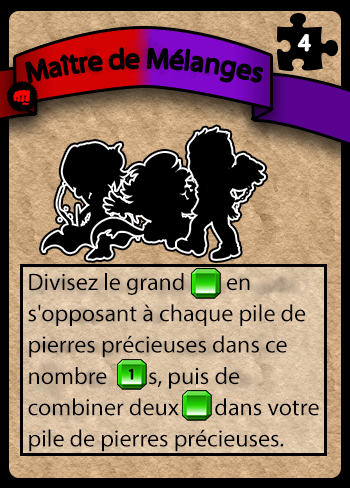 4
Maître de Mélanges
Divisez le grand en
s'opposant à chaque pile de
pierres précieuses dans ce
nombre 1 s, puis de
combiner deux dans votre
pile de pierres précieuses.